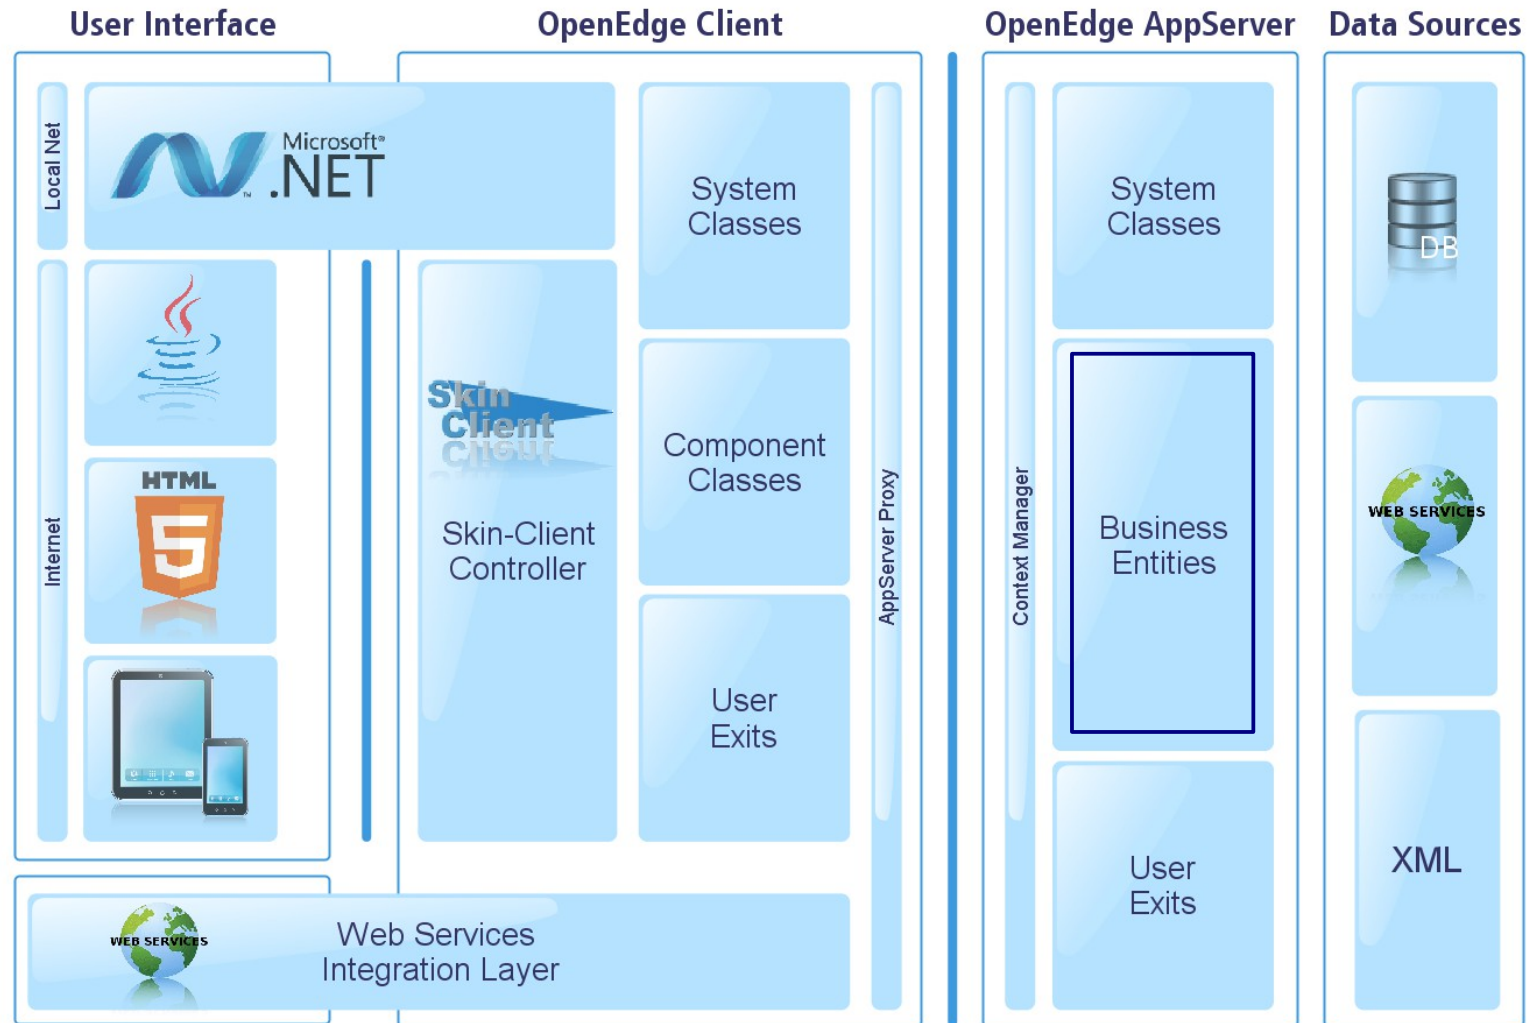 User Interface
OpenEdge Client
OpenEdge AppServer
Data Sources
Local Net
Microsoft®
.NET
™
System
Classes
System
Classes
DB
Internet
HTML
5
Skin
Client
Skin-Client
Controller
Component
Classes
User
Exits
AppServer Proxy
Context Manager
Business
Entities
User
Exits
WEB SERVICES
XML
WEB SERVICES
Web Services
Integration Layer